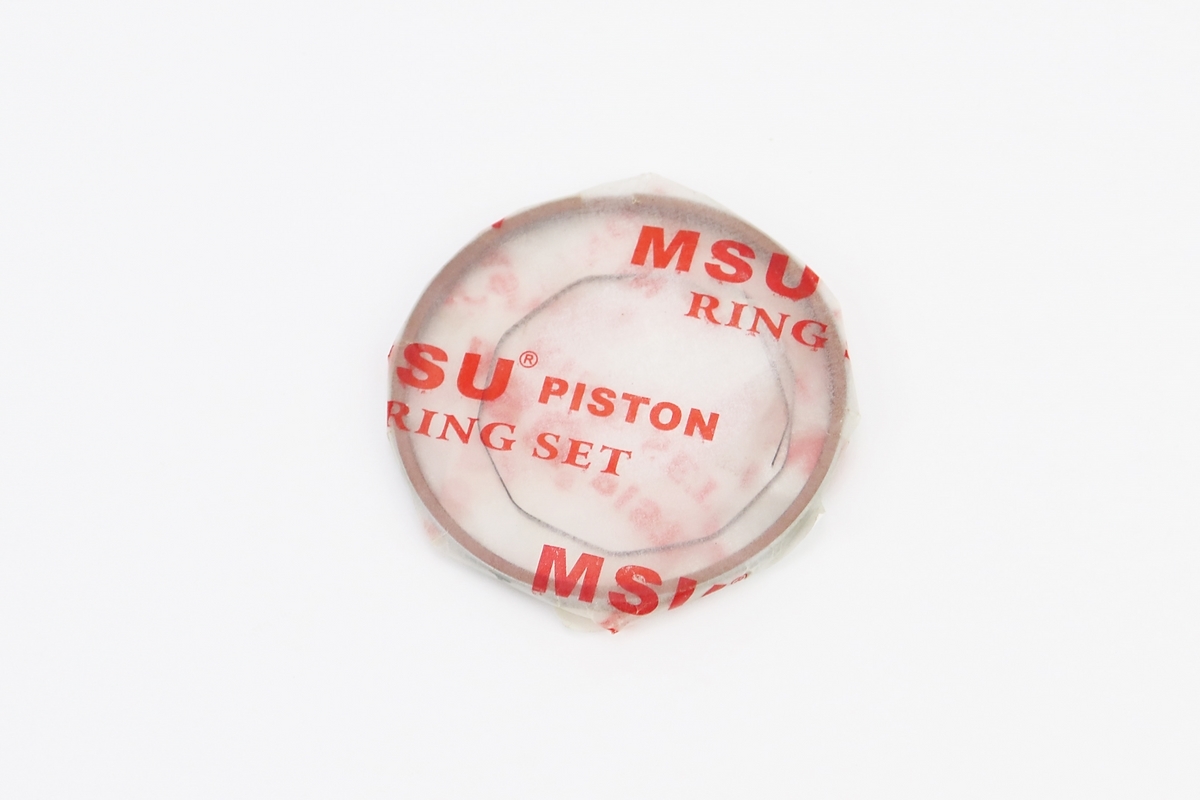 MSU
RING
SU® PISTON
RING SET
MSU